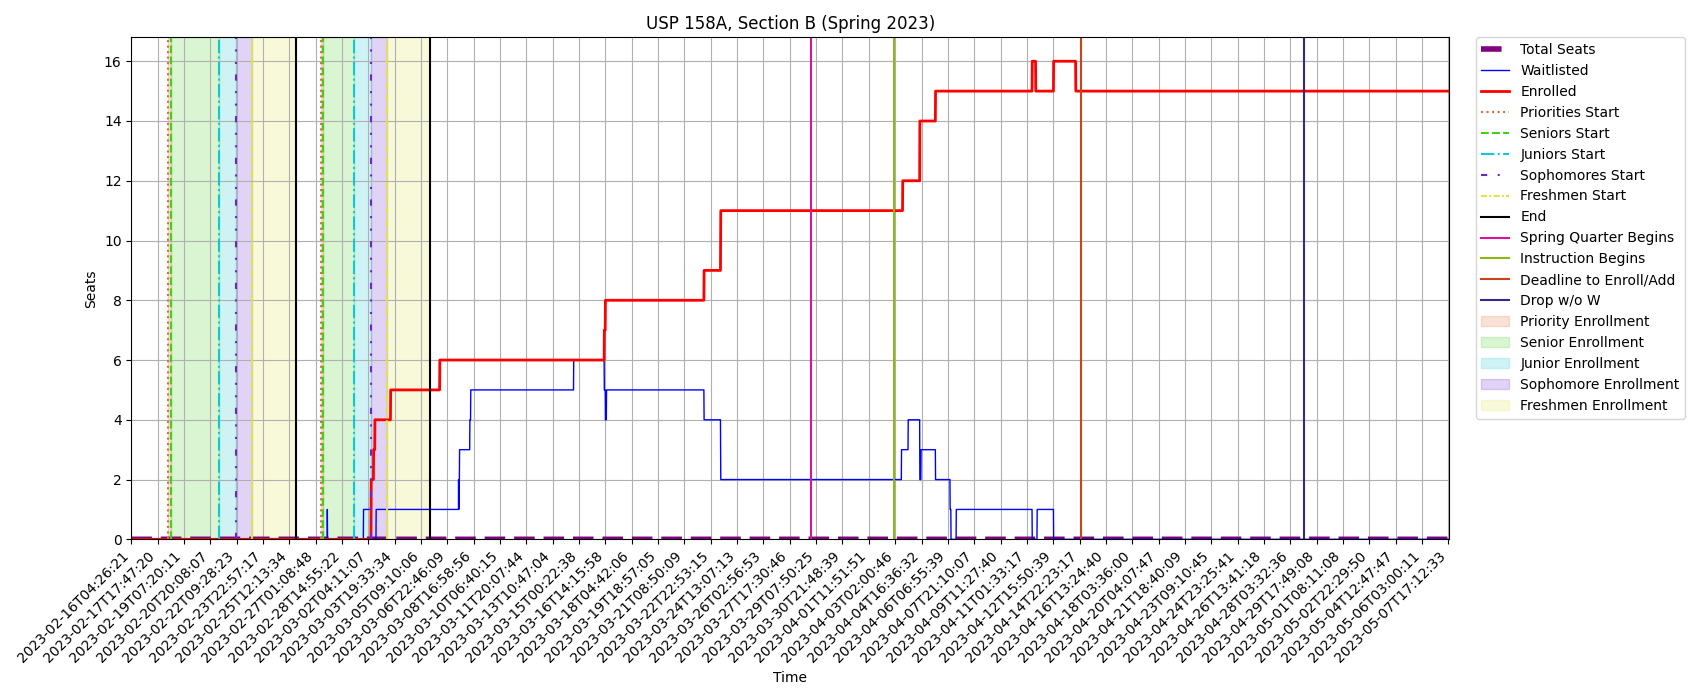 USP 158A, Section B (Spring 2023)
Seats
16
14
12
10
8
6
4
2
0
2023-02-16T04:26:21
2023-02-17T17:47:20
2023-02-19T07:20:11
2023-02-20T20:08:07
2023-02-22T09:28:23
2023-02-23T22:57:17
2023-02-25T12:13:34
2023-02-27T01:08:48
2023-02-28T14:55:22
2023-03-02T04:11:07
2023-03-03T19:33:34
2023-03-05T09:10:06
2023-03-06T22:46:09
2023-03-08T16:58:56
2023-03-10T06:40:15
2023-03-11T20:07:44
2023-03-13T10:47:04
2023-03-15T00:22:38
2023-03-16T14:15:58
2023-03-18T04:42:06
2023-03-19T18:57:05
2023-03-21T08:50:09
2023-03-22T22:53:15
2023-03-24T13:07:13
2023-03-26T02:56:53
2023-03-27T17:30:46
2023-03-29T07:50:25
2023-03-30T21:48:39
2023-04-01T11:51:51
2023-04-03T02:00:46
2023-04-04T16:36:32
2023-04-06T06:55:39
2023-04-07T21:10:07
2023-04-09T11:27:40
2023-04-11T01:33:17
2023-04-12T15:50:39
2023-04-14T22:23:17
2023-04-16T13:24:40
2023-04-18T03:36:00
2023-04-20T04:07:47
2023-04-21T18:40:09
2023-04-23T09:10:45
2023-04-24T23:25:41
2023-04-26T13:41:18
2023-04-28T03:32:36
2023-04-29T17:49:08
2023-05-01T08:11:08
2023-05-02T22:29:50
2023-05-04T12:47:47
2023-05-06T03:00:11
2023-05-07T17:12:33
Time
Total Seats
Waitlisted
Enrolled
Priorities Start
Seniors Start
Juniors Start
Sophomores Start
Freshmen Start
End
Spring Quarter Begins
Instruction Begins
Deadline to Enroll/Add
Drop w/o W
Priority Enrollment
Senior Enrollment
Junior Enrollment
Sophomore Enrollment
Freshmen Enrollment